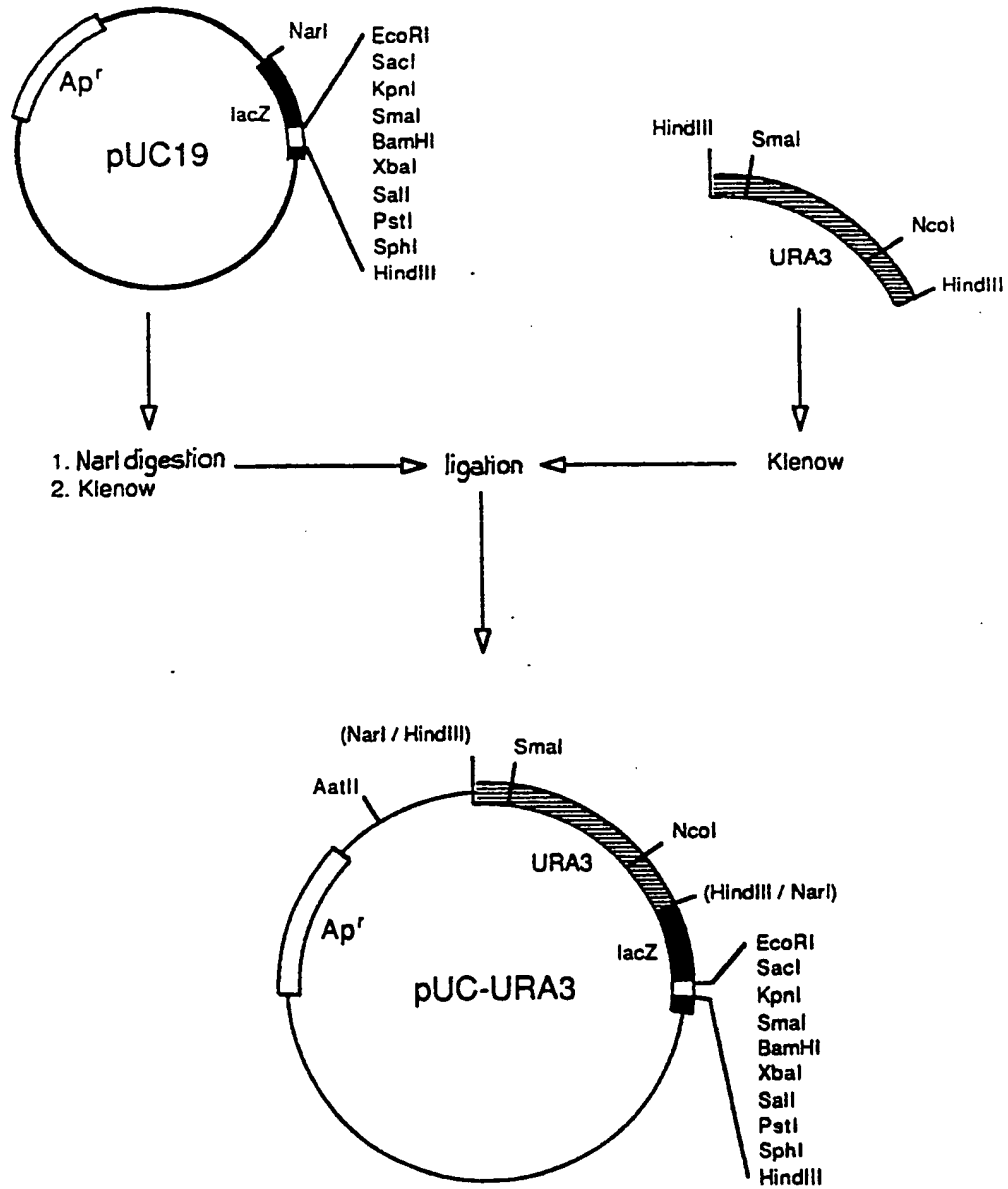 NarI
EcoRI
SacI
KpnI
SmaI
BamHI
XbaI
SalI
PstI
SphI
HindIII
Apʳ
lacZ
pUC19
HindIII
SmaI
NcoI
URA3
HindIII
1. NarI digestion
2. Klenow
ligation
Klenow
(NarI / HindIII)
SmaI
AatII
NcoI
URA3
(HindIII / NarI)
Apʳ
lacZ
pUC-URA3
EcoRI
SacI
KpnI
SmaI
BamHI
XbaI
SalI
PstI
SphI
HindIII